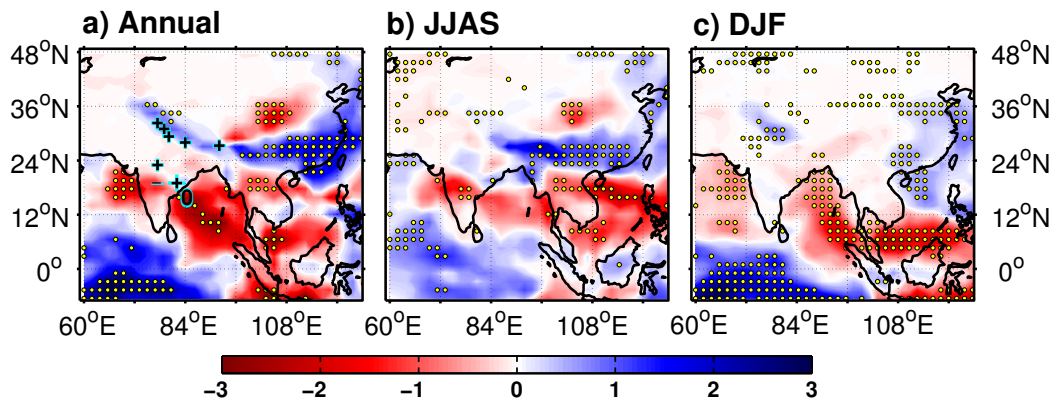 a) Annual b) JJAS c) DJF
48°N 48°N
36°N 36°N
24°N 24°N
12°N 12°N
0° 0°
+ + + + + + + − 0
60°E 84°E 108°E 60°E 84°E 108°E 60°E 84°E 108°E
−3 −2 −1 0 1 2 3